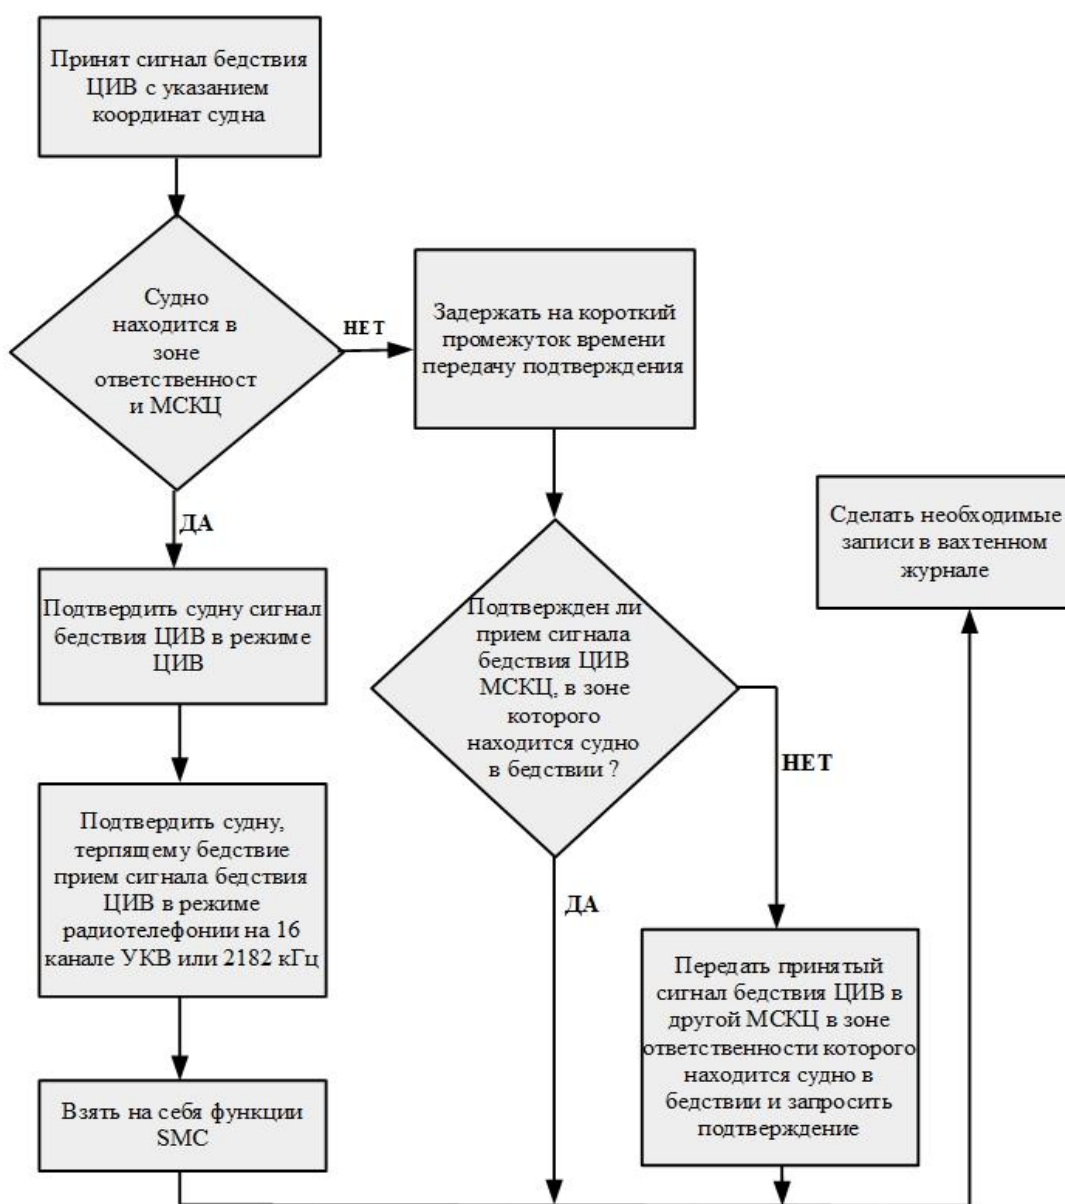 Принят сигнал бедствия
ЦИВ с указанием
координат судна
Судно
находится в
зоне
ответственност
и МСКЦ
НЕТ
Задержать на короткий
промежуток времени
передачу подтверждения
ДА
Подтвердить судну сигнал
бедствия ЦИВ в режиме
ЦИВ
Подтвержден ли
прием сигнала
бедствия ЦИВ
МСКЦ, в зоне
которого
находится судно
в бедствии ?
Сделать необходимые
записи в вахтенном
журнале
НЕТ
ДА
Подтвердить судну,
терпящему бедствие
прием сигнала бедствия
ЦИВ в режиме
радиотелефонии на 16
канале УКВ или 2182 кГц
Передать принятый
сигнал бедствия ЦИВ в
другой МСКЦ в зоне
ответственности которого
находится судно в
бедствии и запросить
подтверждение
Взять на себя функции
SMC